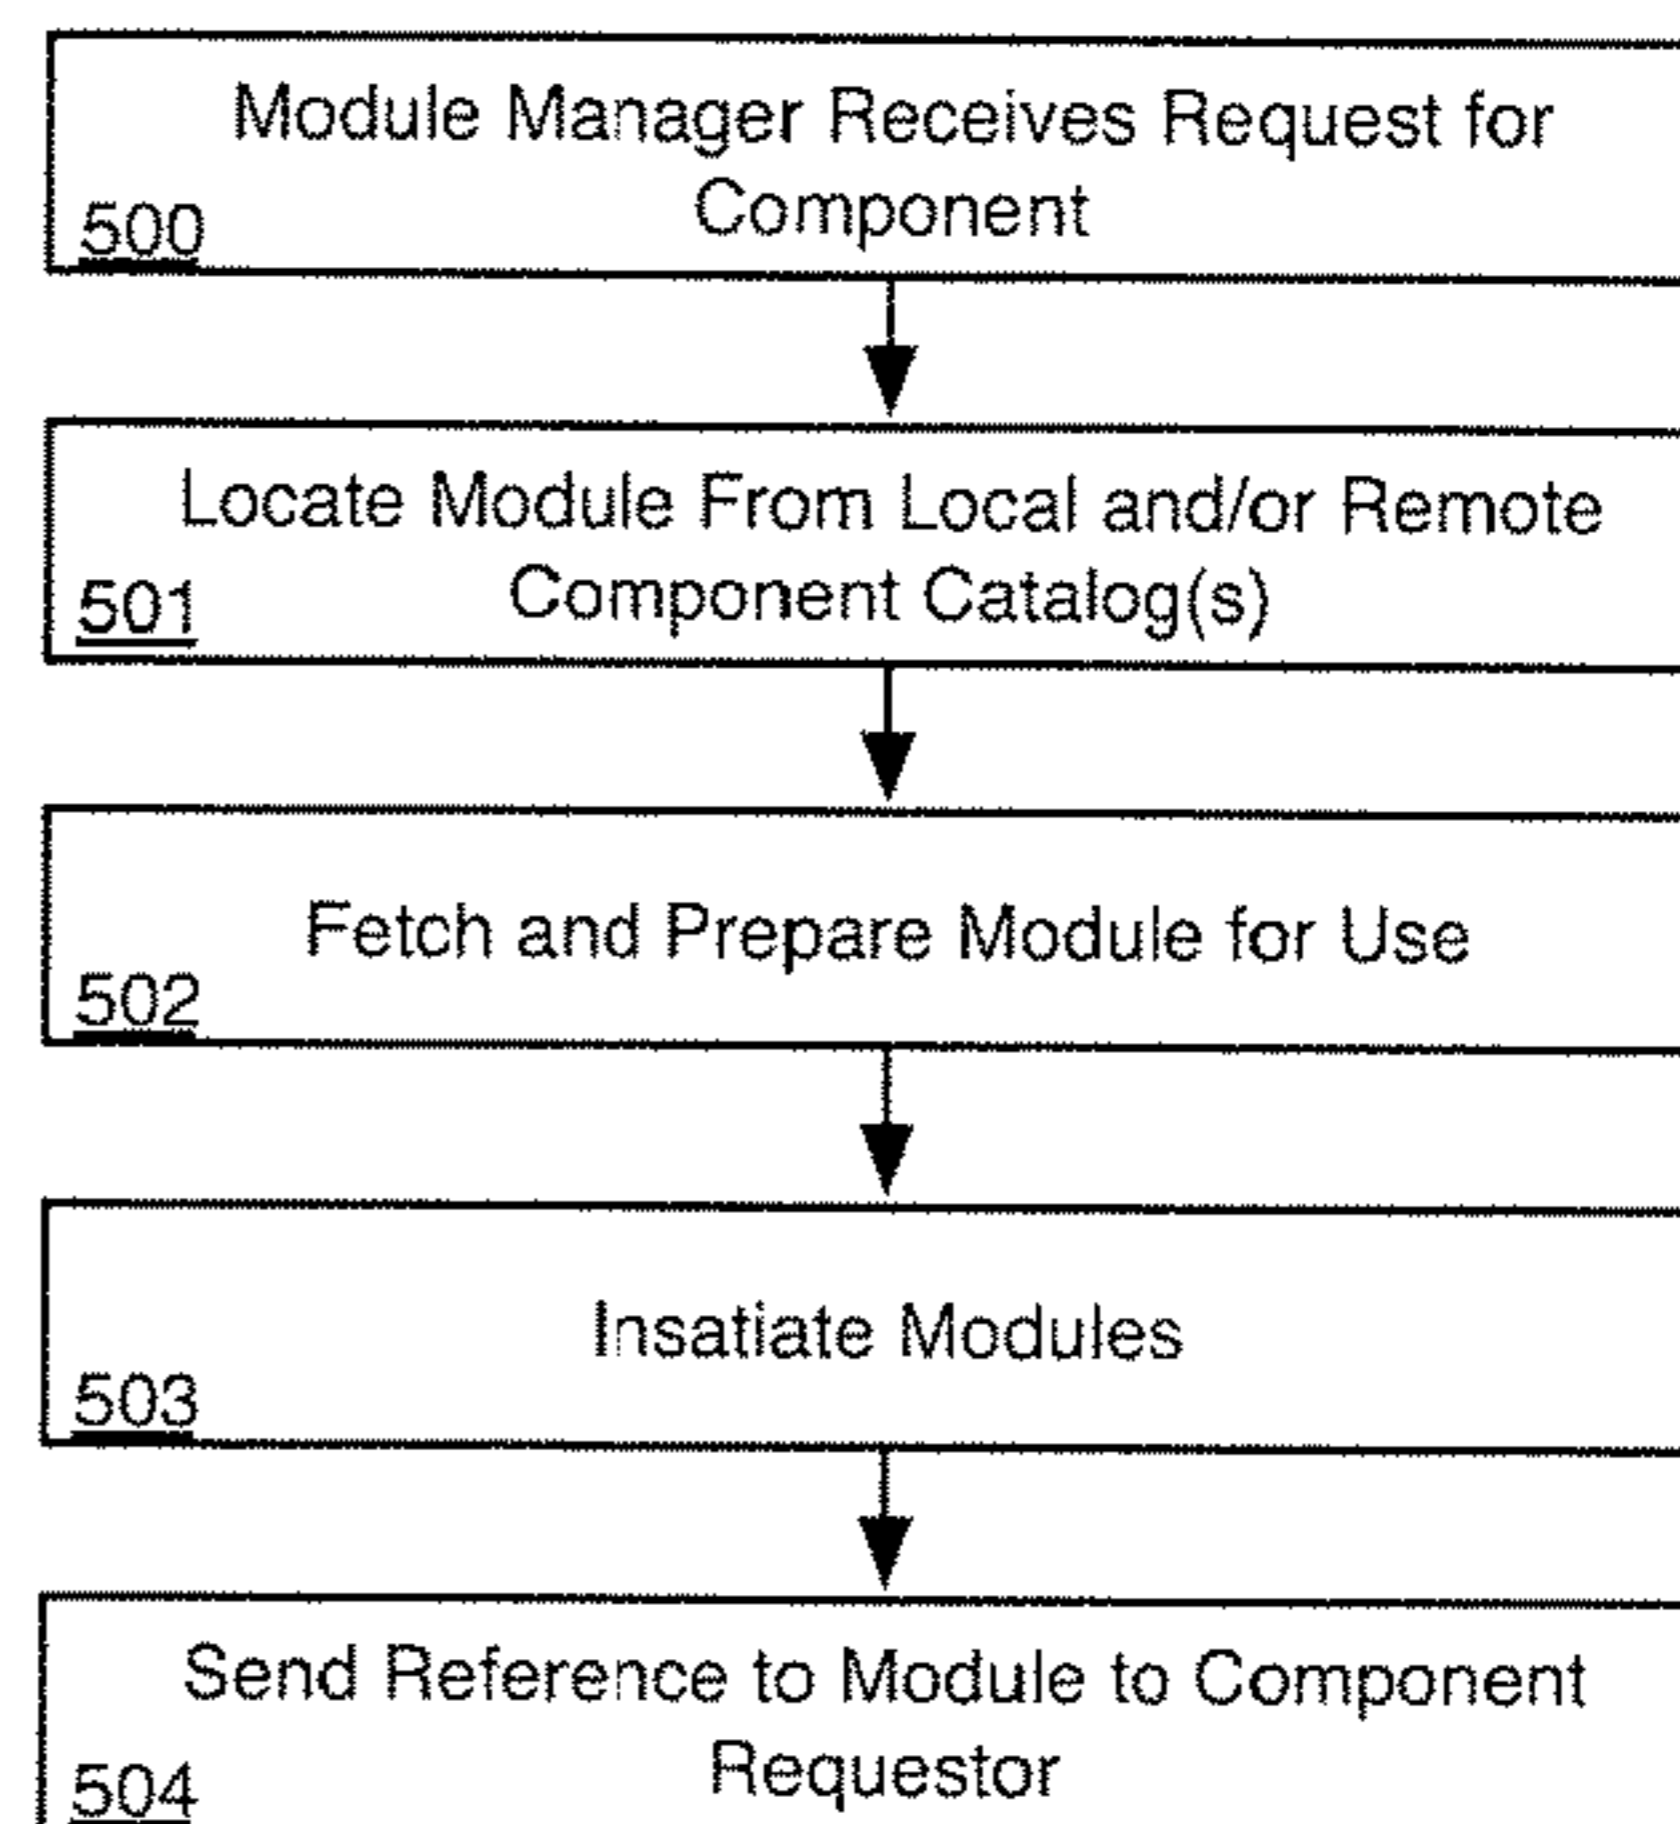 Module Manager Receives Request for
Component
500
Locate Module From Local and/or Remote
Component Catalog(s)
501
Fetch and Prepare Module for Use
502
Insatiate Modules
503
Send Reference to Module to Component
Requestor
504